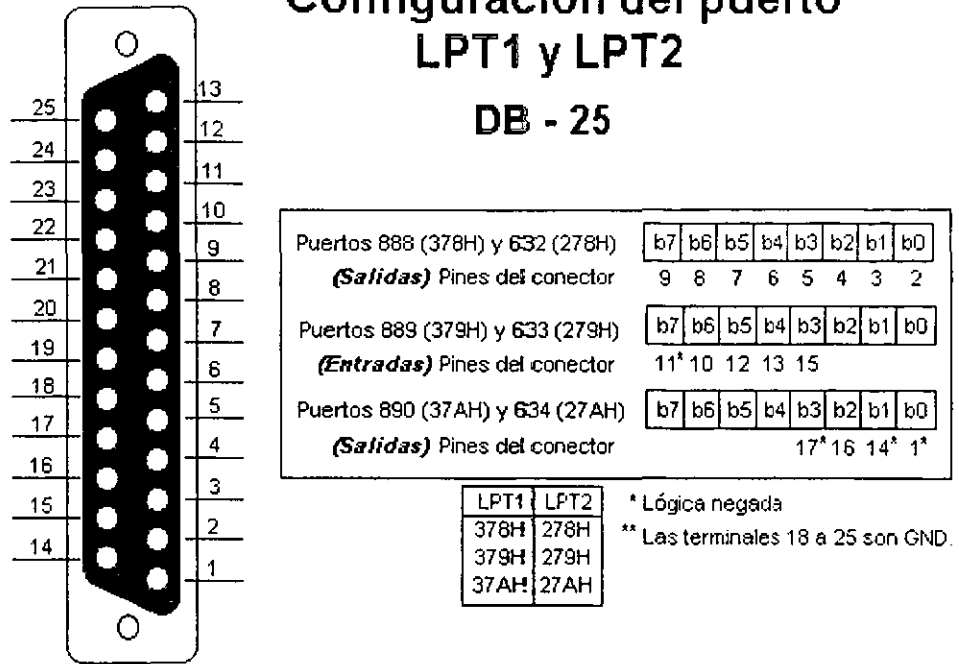 Configuración del puerto
LPT1 y LPT2
DB - 25
25
24
23
22
21
20
19
18
17
16
15
14
13
12
11
10
9
8
7
6
5
4
3
2
1
Puertos 888 (378H) y 632 (278H) b7 b6 b5 b4 b3 b2 b1 b0
(Salidas) Pines del conector 9 8 7 6 5 4 3 2
Puertos 889 (379H) y 633 (279H) b7 b6 b5 b4 b3 b2 b1 b0
(Entradas) Pines del conector 11* 10 12 13 15
Puertos 890 (37AH) y 634 (27AH) b7 b6 b5 b4 b3 b2 b1 b0
(Salidas) Pines del conector 17* 16 14* 1*
LPT1 LPT2
378H 278H
379H 279H
37AH 27AH
* Lógica negada
** Las terminales 18 a 25 son GND.